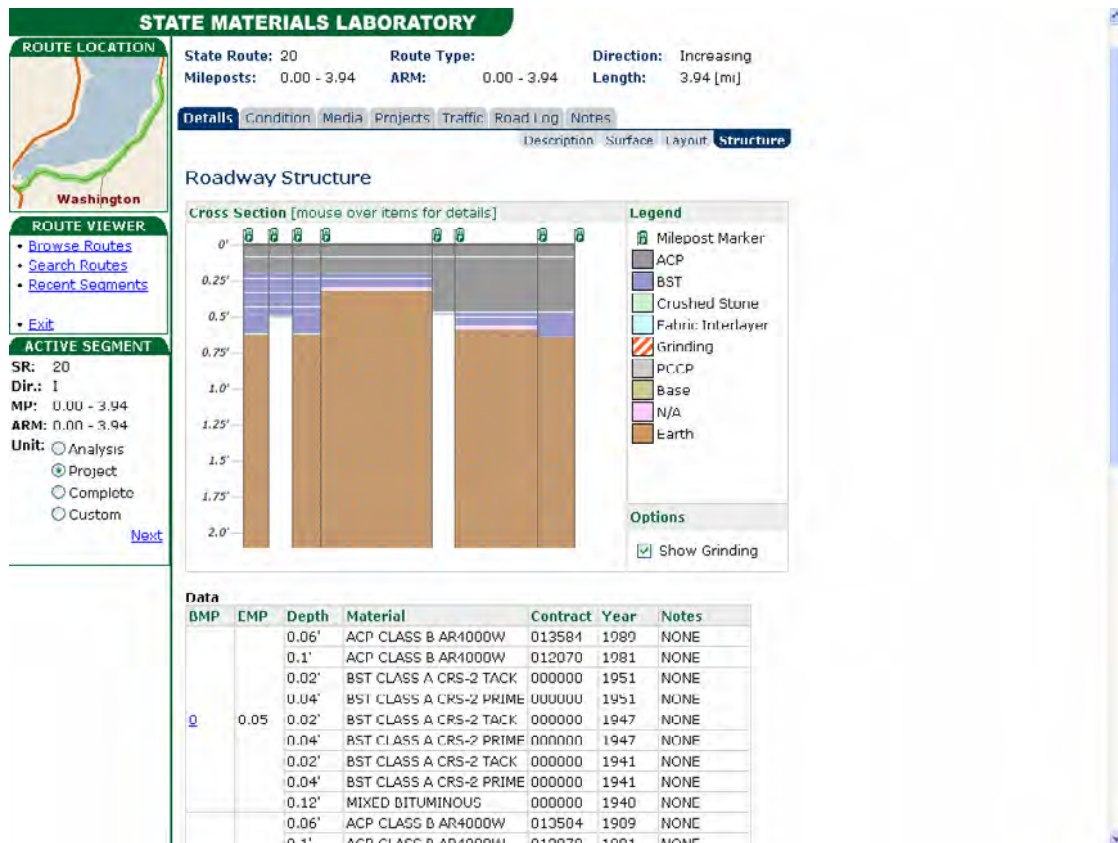 STATE MATERIALS LABORATORY
ROUTE LOCATION
Washington
ROUTE VIEWER
• Browse Routes
• Search Routes
• Recent Segments
• Exit
ACTIVE SEGMENT
SR: 20
Dir.: I
MP: 0.00 - 3.94
ARM: 0.00 - 3.94
Unit: Analysis
Project
Complete
Custom
Next
State Route: 20 Route Type: Direction: Increasing
Mileposts: 0.00 - 3.94 ARM: 0.00 - 3.94 Length: 3.94 [mi]
Details Condition Media Projects Traffic Road Log Notes
Description Surface Layout Structure
Roadway Structure
Cross Section [mouse over items for details]
0'
0.25'
0.5'
0.75'
1.0'
1.25'
1.5'
1.75'
2.0'
Legend
Milepost Marker
ACP
BST
Crushed Stone
Fabric Interlayer
Grinding
PCCP
Base
N/A
Earth
Options
Show Grinding
Data
BMP EMP Depth Material Contract Year Notes
0.06' ACP CLASS B AR4000W 013584 1989 NONE
0.1' ACP CLASS B AR4000W 012070 1981 NONE
0.02' BST CLASS A CRS-2 TACK 000000 1951 NONE
0.04' BST CLASS A CRS-2 PRIME 000000 1951 NONE
0 0.05 0.02' BST CLASS A CRS-2 TACK 000000 1947 NONE
0.04' BST CLASS A CRS-2 PRIME 000000 1947 NONE
0.02' BST CLASS A CRS-2 TACK 000000 1941 NONE
0.04' BST CLASS A CRS-2 PRIME 000000 1941 NONE
0.12' MIXED BITUMINOUS 000000 1940 NONE
0.06' ACP CLASS B AR4000W 013584 1989 NONE
0.1' ACP CLASS B AR4000W 012070 1981 NONE